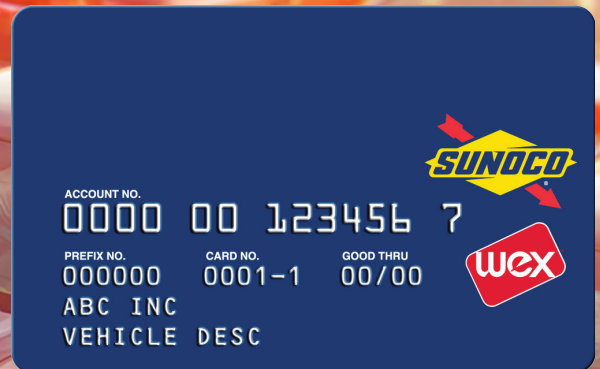 SUNOCO
ACCOUNT NO.
0000 00 123456 7
PREFIX NO. CARD NO. GOOD THRU
000000 0001-1 00/00
wex
ABC INC
VEHICLE DESC